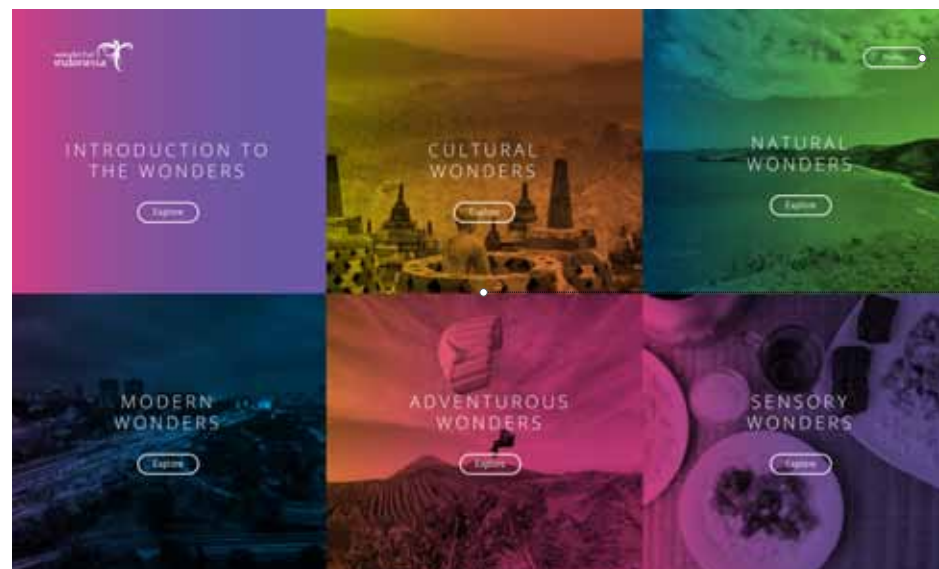 wonderful
indonesia
INTRODUCTION TO
THE WONDERS
Explore
CULTURAL
WONDERS
Explore
NATURAL
WONDERS
Explore
MODERN
WONDERS
Explore
ADVENTUROUS
WONDERS
Explore
SENSORY
WONDERS
Explore